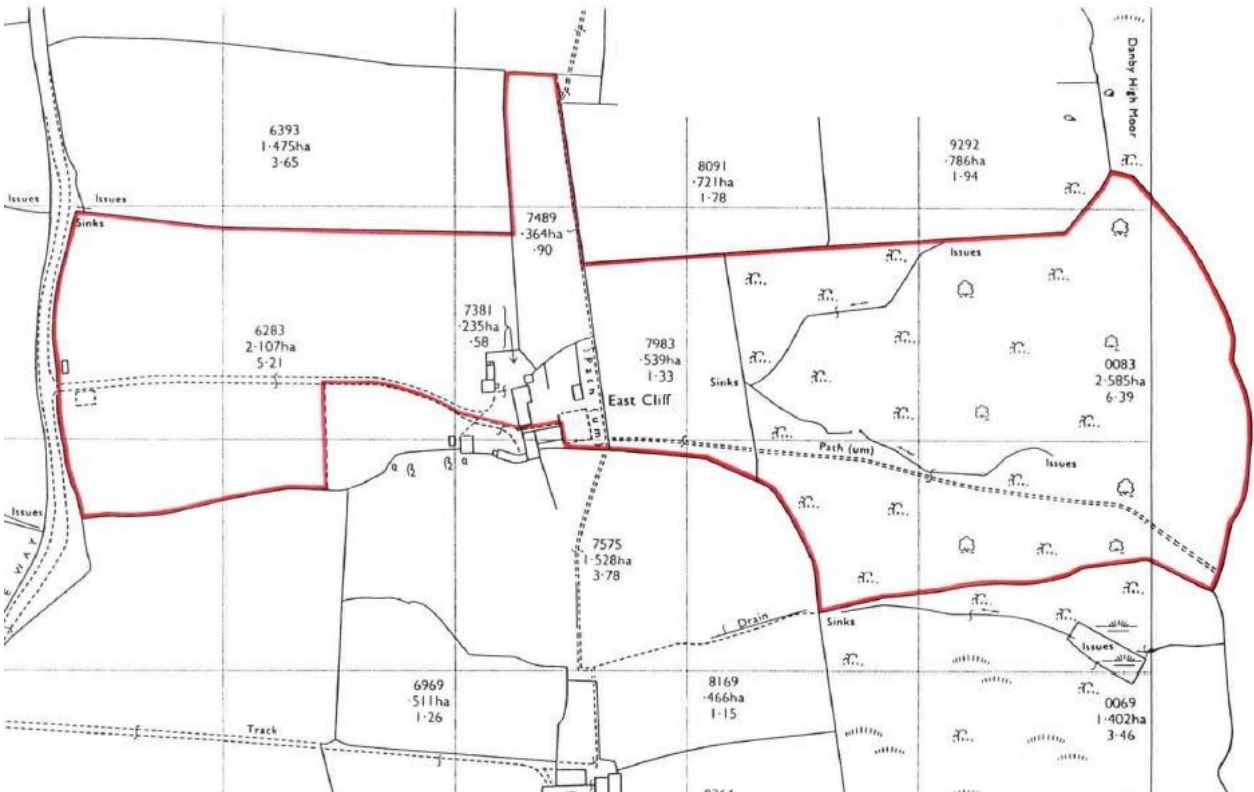 Danby High Moor
6393
1·475ha
3·65
9292
·786ha
1·94
8091
·721ha
1·78
Issues
Issues
Sinks
7489
·364ha
·90
Issues
7381
·235ha
·58
6283
2·107ha
5·21
7983
·539ha
1·33
0083
2·585ha
6·39
Sinks
East Cliff
Path (um)
Path (um)
Issues
Issues
WAY
7575
1·528ha
3·78
Drain
Sinks
Issues
6969
·511ha
1·26
8169
·466ha
1·15
0069
1·402ha
3·46
Track